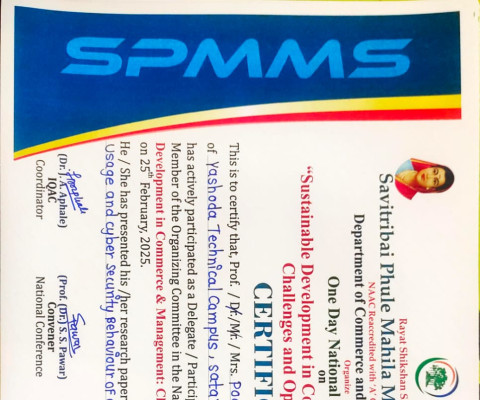 SPMMS
Rayat Shikshan S
Savitribai Phule Mahila M
NAAC Reaccredited with 'A'
Department of Commerce and
Organize
One Day National
on
"Sustainable Development in Co
Challenges and Op
CERTIFI
This is to certify that, Prof. / Dr. / Mr. / Mrs. Pa
of Yashoda Technical Campus, sata
has actively participated as a Delegate / Partici
Member of the Organizing Committee in the Na
Development in Commerce & Management: Cl
on 25th February, 2025.
He / She has presented his /her research paper
Usage and cyber security Behaviour of
(Dr. J. A. Aphale)
IQAC
Coordinator
(Prof. (Dr.) S. S. Pawar)
Convener
National Conference